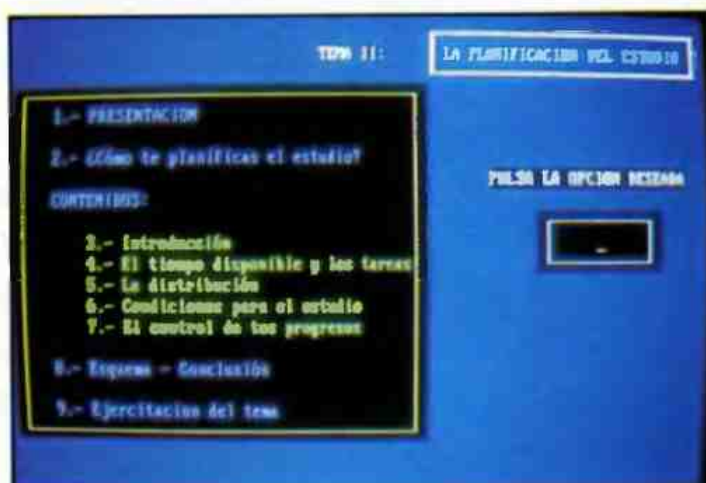 TEMA II:
LA PLANIFICACION DEL ESTUDIO
1.- PRESENTACION
2.- ¿Cómo te planificas el estudio?
CONTENIDOS:
3.- Introducción
4.- El tiempo disponible y las tareas
5.- La distribución
6.- Condiciones para el estudio
7.- El control de tus progresos
8.- Esquema - Conclusión
9.- Ejercitacion del tema
PULSA LA OPCION DESEADA